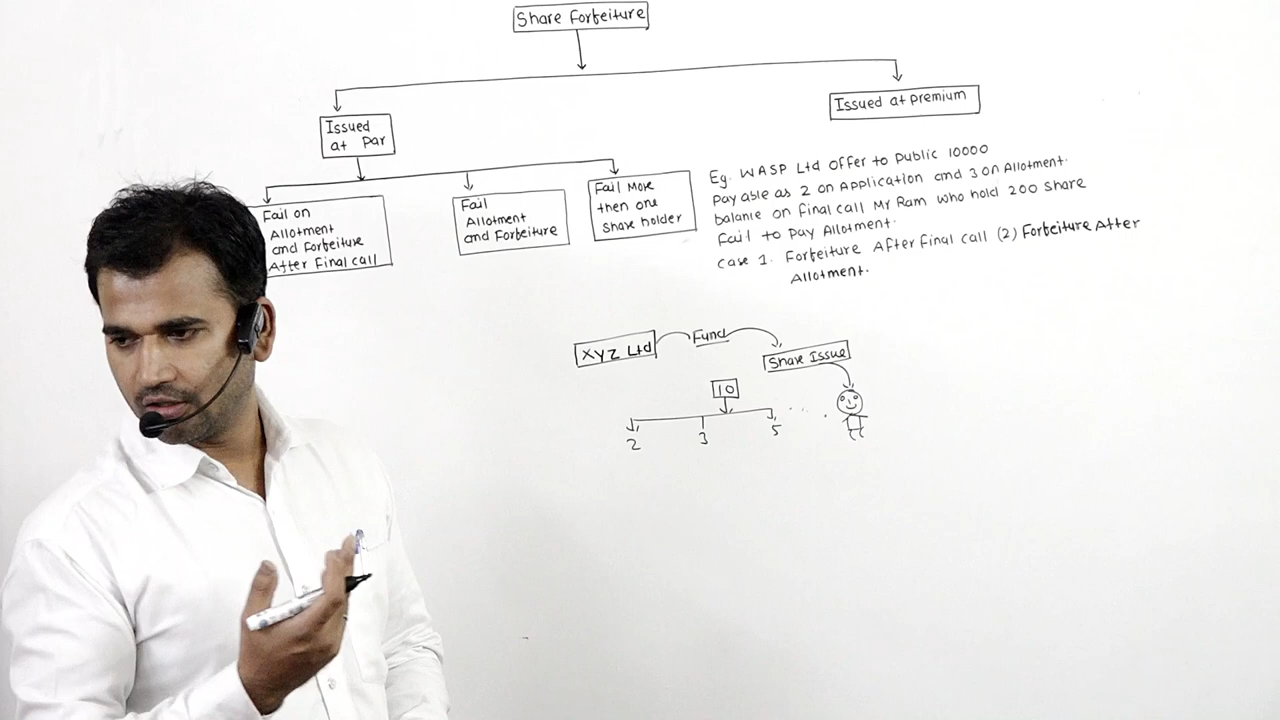 Share Forfeiture
Issued at Par
Issued at premium
Fail on
Allotment
and Forfeiture
After Final call
Fail
Allotment
and Forfeiture
Fail More
then one
share holder
Eg. WASP Ltd offer to Public 10000
Payable as 2 on Application and 3 on Allotment.
balance on final call Mr Ram who hold 200 share
Fail to Pay Allotment.
case 1. Forfeiture After Final call (2) Forfeiture After
Allotment.
XYZ Ltd
Fund
Share Issue
10
2 3 5